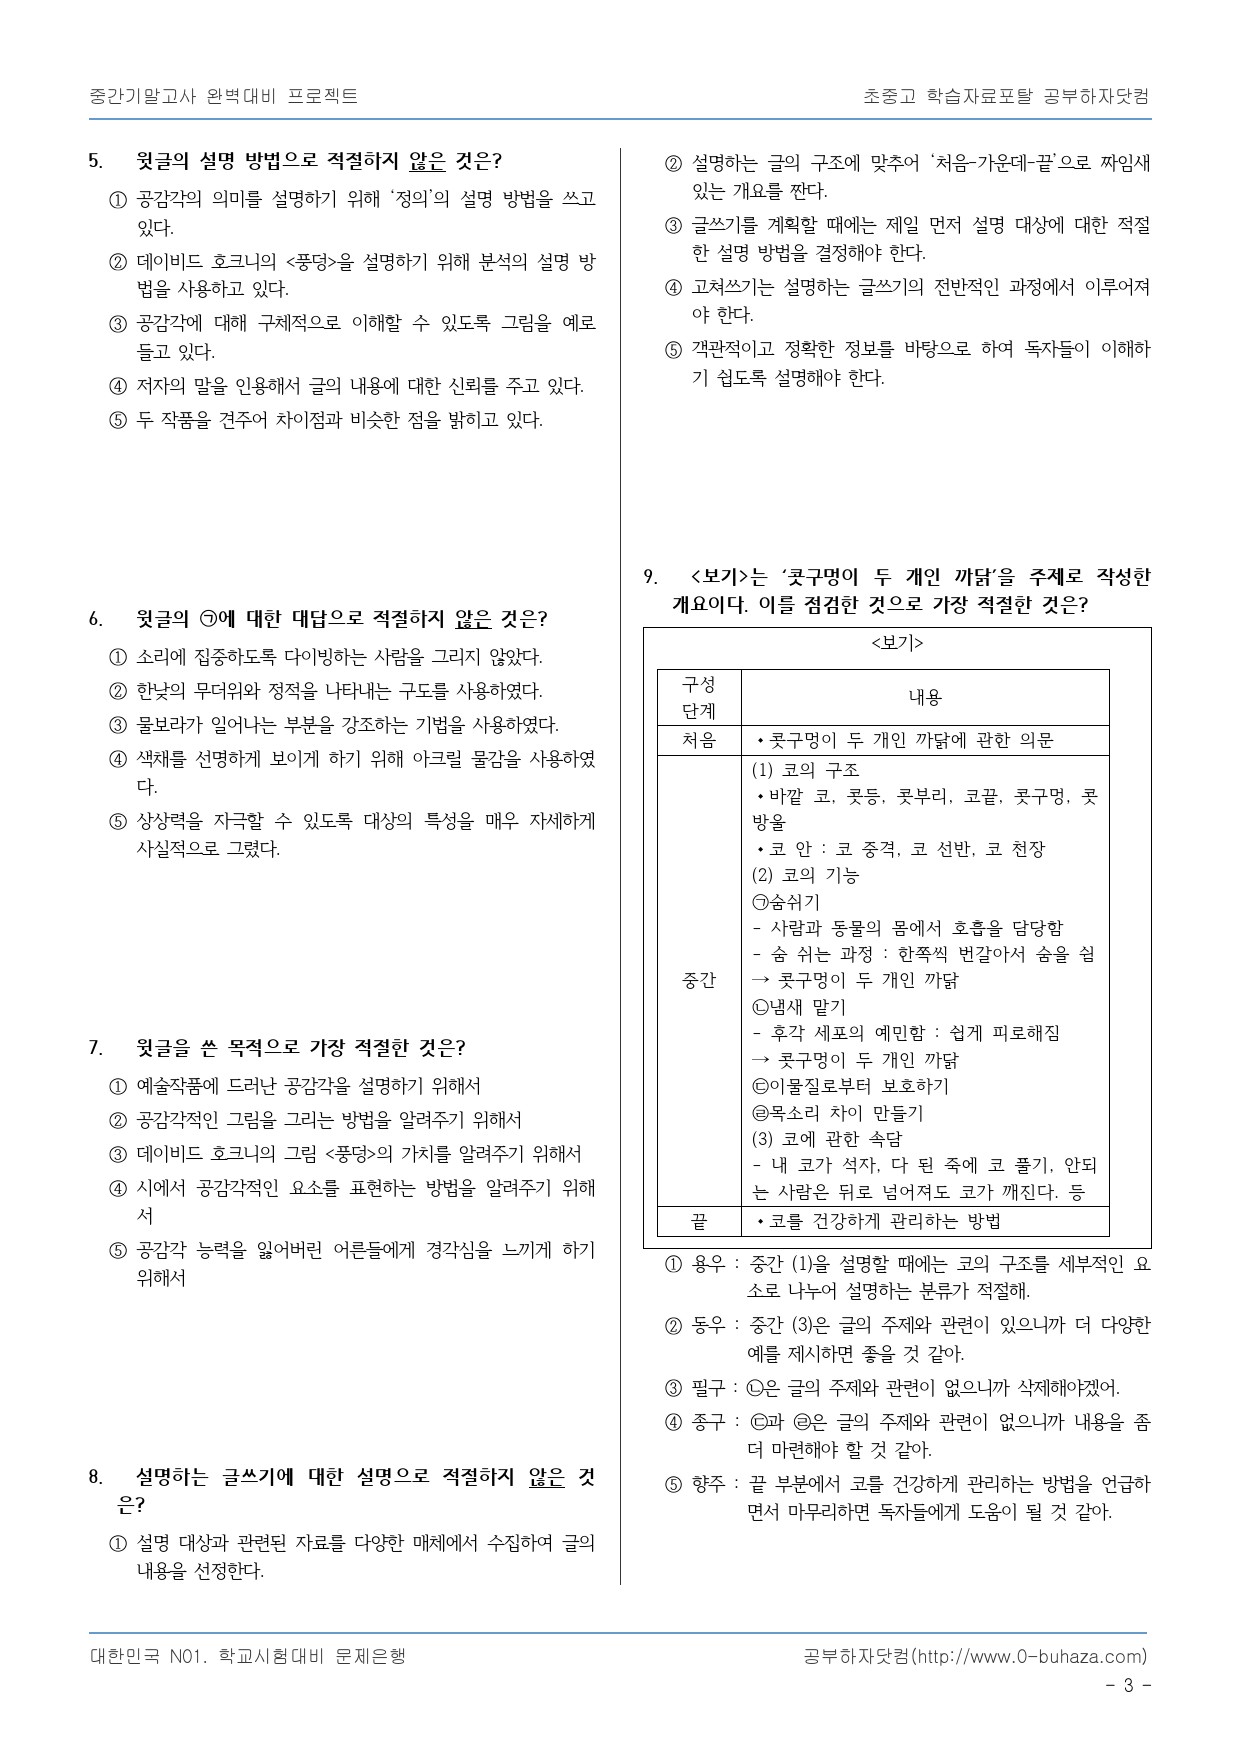 중간기말고사 완벽대비 프로젝트
초중고 학습자료포탈 공부하자닷컴
5. 윗글의 설명 방법으로 적절하지 않은 것은?
① 공감각의 의미를 설명하기 위해 ‘정의’의 설명 방법을 쓰고
있다.
② 데이비드 호크니의 <풍덩>을 설명하기 위해 분석의 설명 방
법을 사용하고 있다.
③ 공감각에 대해 구체적으로 이해할 수 있도록 그림을 예로
들고 있다.
④ 저자의 말을 인용해서 글의 내용에 대한 신뢰를 주고 있다.
⑤ 두 작품을 견주어 차이점과 비슷한 점을 밝히고 있다.
6. 윗글의 ㉠에 대한 대답으로 적절하지 않은 것은?
① 소리에 집중하도록 다이빙하는 사람을 그리지 않았다.
② 한낮의 무더위와 정적을 나타내는 구도를 사용하였다.
③ 물보라가 일어나는 부분을 강조하는 기법을 사용하였다.
④ 색채를 선명하게 보이게 하기 위해 아크릴 물감을 사용하였
다.
⑤ 상상력을 자극할 수 있도록 대상의 특성을 매우 자세하게
사실적으로 그렸다.
7. 윗글을 쓴 목적으로 가장 적절한 것은?
① 예술작품에 드러난 공감각을 설명하기 위해서
② 공감각적인 그림을 그리는 방법을 알려주기 위해서
③ 데이비드 호크니의 그림 <풍덩>의 가치를 알려주기 위해서
④ 시에서 공감각적인 요소를 표현하는 방법을 알려주기 위해
서
⑤ 공감각 능력을 잃어버린 어른들에게 경각심을 느끼게 하기
위해서
8. 설명하는 글쓰기에 대한 설명으로 적절하지 않은 것
은?
① 설명 대상과 관련된 자료를 다양한 매체에서 수집하여 글의
내용을 선정한다.
② 설명하는 글의 구조에 맞추어 ‘처음-가운데-끝’으로 짜임새
있는 개요를 짠다.
③ 글쓰기를 계획할 때에는 제일 먼저 설명 대상에 대한 적절
한 설명 방법을 결정해야 한다.
④ 고쳐쓰기는 설명하는 글쓰기의 전반적인 과정에서 이루어져
야 한다.
⑤ 객관적이고 정확한 정보를 바탕으로 하여 독자들이 이해하
기 쉽도록 설명해야 한다.
9. <보기>는 ‘콧구멍이 두 개인 까닭’을 주제로 작성한
개요이다. 이를 점검한 것으로 가장 적절한 것은?
<보기>
구성
단계
내용
처음
•콧구멍이 두 개인 까닭에 관한 의문
중간
(1) 코의 구조
•바깥 코, 콧등, 콧부리, 코끝, 콧구멍, 콧
방울
•코 안 : 코 중격, 코 선반, 코 천장
(2) 코의 기능
㉠숨쉬기
- 사람과 동물의 몸에서 호흡을 담당함
- 숨 쉬는 과정 : 한쪽씩 번갈아서 숨을 쉼
→ 콧구멍이 두 개인 까닭
㉡냄새 맡기
- 후각 세포의 예민함 : 쉽게 피로해짐
→ 콧구멍이 두 개인 까닭
㉢이물질로부터 보호하기
㉣목소리 차이 만들기
(3) 코에 관한 속담
- 내 코가 석자, 다 된 죽에 코 풀기, 안되
는 사람은 뒤로 넘어져도 코가 깨진다. 등
끝
•코를 건강하게 관리하는 방법
① 용우 : 중간 (1)을 설명할 때에는 코의 구조를 세부적인 요
소로 나누어 설명하는 분류가 적절해.
② 동우 : 중간 (3)은 글의 주제와 관련이 있으니까 더 다양한
예를 제시하면 좋을 것 같아.
③ 필구 : ㉡은 글의 주제와 관련이 없으니까 삭제해야겠어.
④ 종구 : ㉢과 ㉣은 글의 주제와 관련이 없으니까 내용을 좀
더 마련해야 할 것 같아.
⑤ 향주 : 끝 부분에서 코를 건강하게 관리하는 방법을 언급하
면서 마무리하면 독자들에게 도움이 될 것 같아.
대한민국 N01. 학교시험대비 문제은행
공부하자닷컴(http://www.0-buhaza.com)
- 3 -